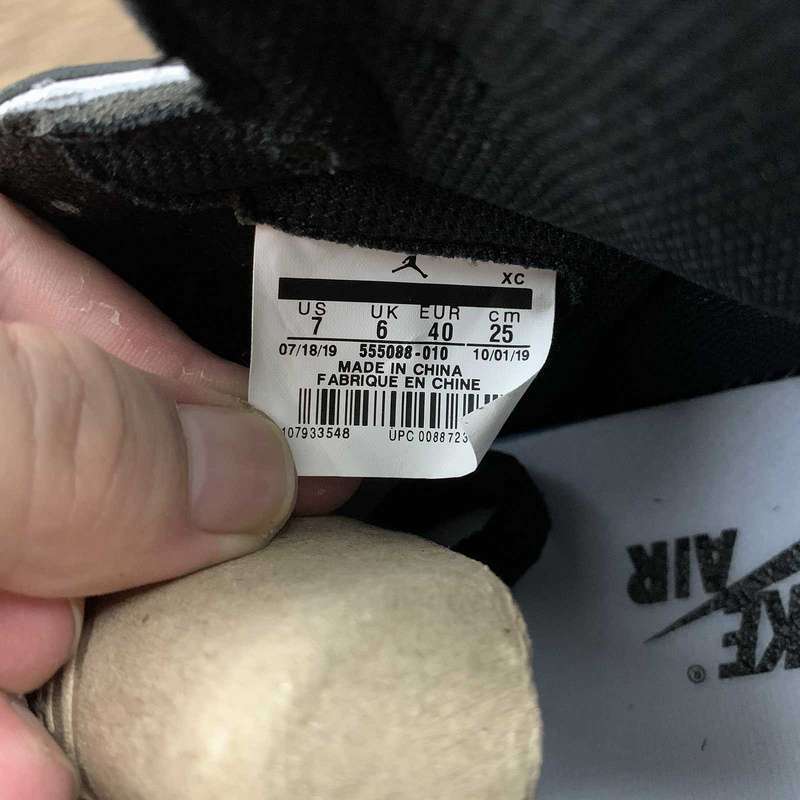 XC
US UK EUR cm
7 6 40 25
07/18/19 555088-010 10/01/19
MADE IN CHINA
FABRIQUE EN CHINE
107933548 UPC 0088723
NIKE
AIR
®